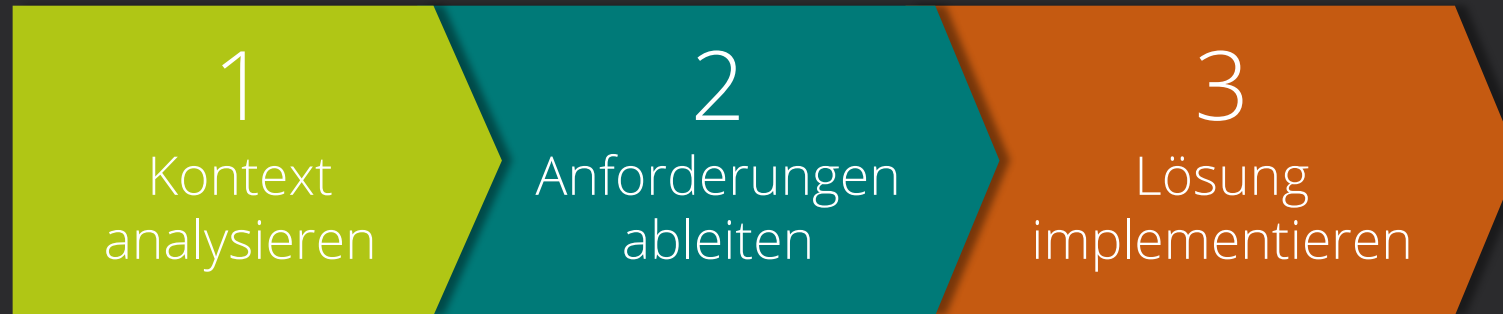 1
Kontext
analysieren
2
Anforderungen
ableiten
3
Lösung
implementieren